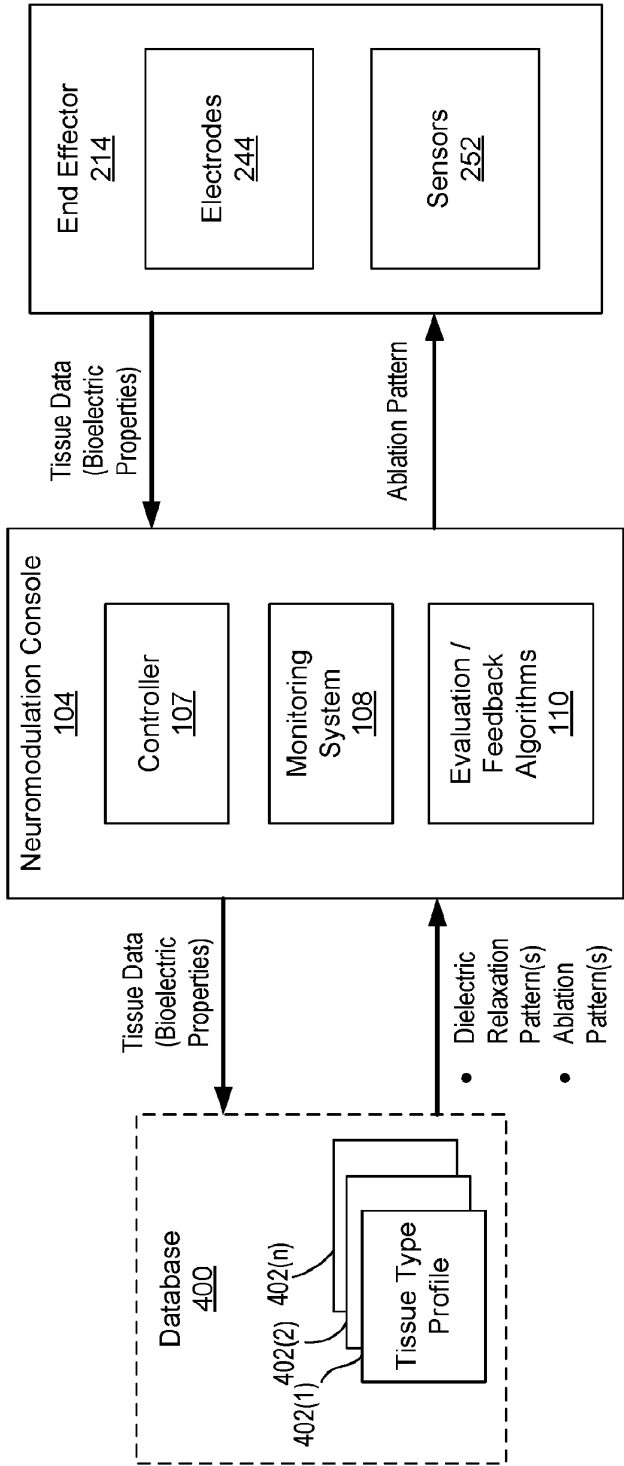 Database
400
402(1)
402(2)
402(n)
Tissue Type
Profile
Tissue Data
(Bioelectric
Properties)
• Dielectric
Relaxation
Pattern(s)
• Ablation
Pattern(s)
Neuromodulation Console
104
Controller
107
Monitoring
System
108
Evaluation /
Feedback
Algorithms
110
Tissue Data
(Bioelectric
Properties)
Ablation Pattern
End Effector
214
Electrodes
244
Sensors
252